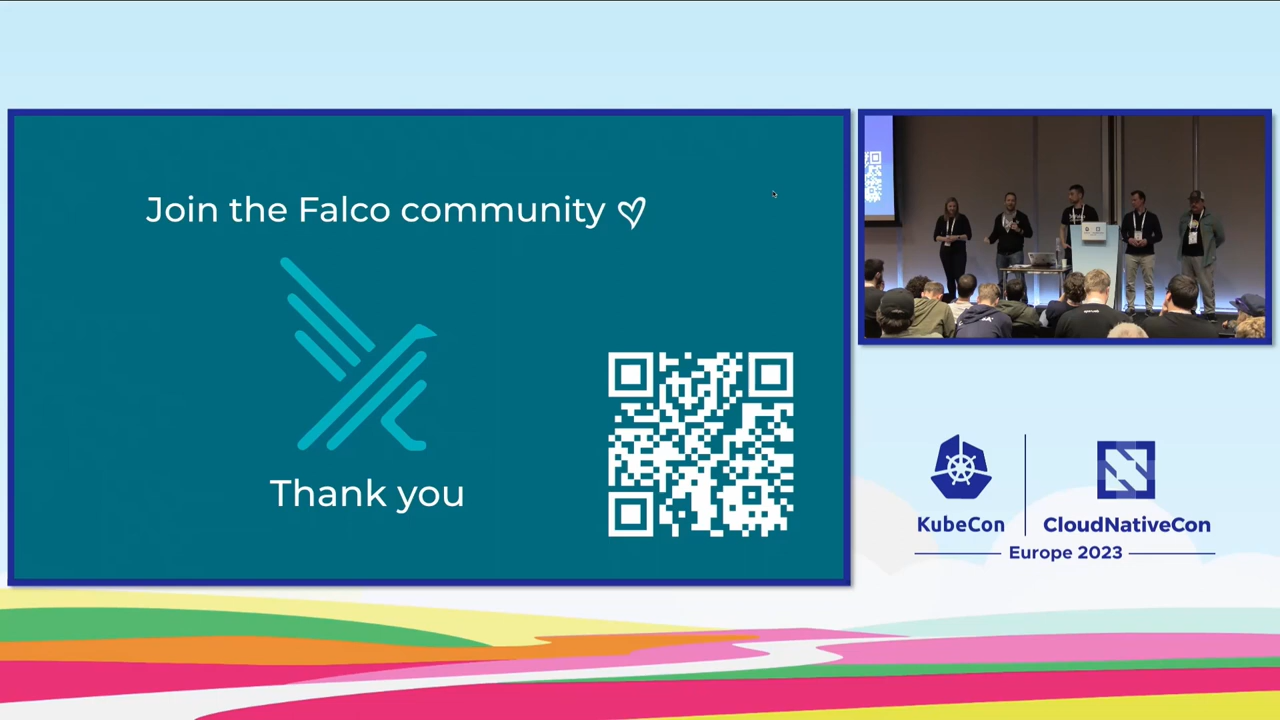 Join the Falco community
Thank you
KubeCon
CloudNativeCon
Europe 2023